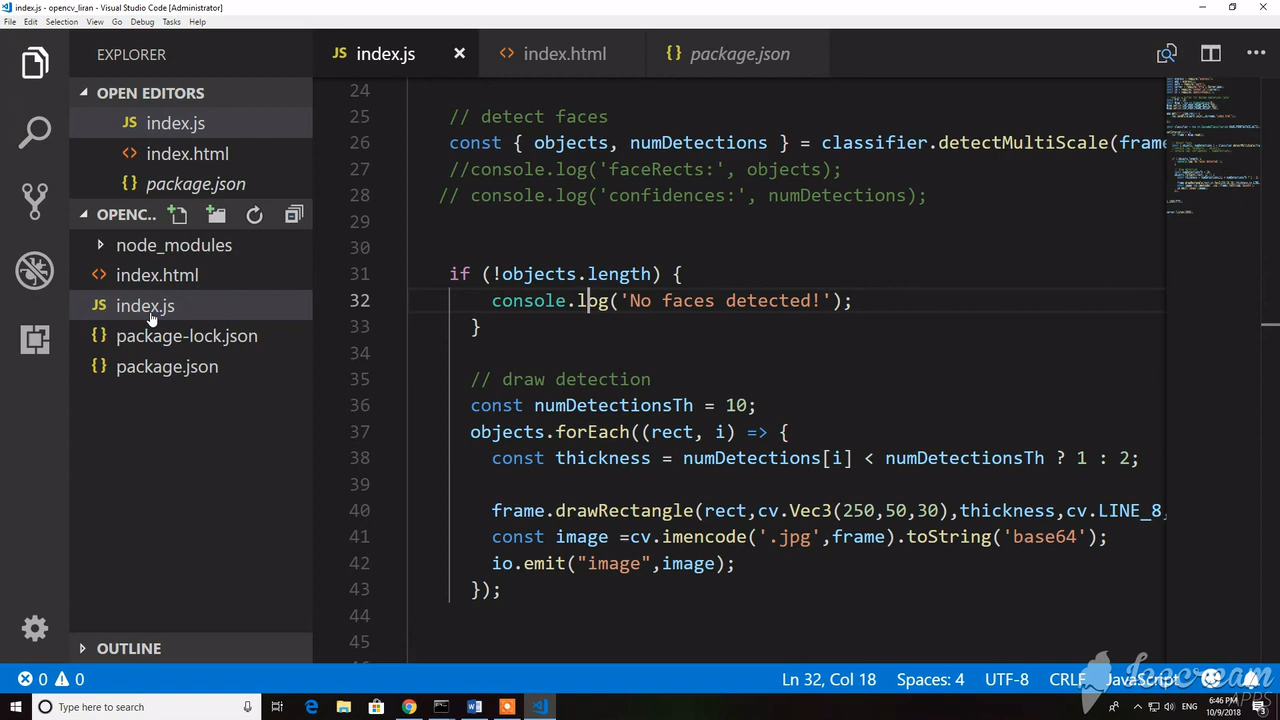 index.js - opencv_liran - Visual Studio Code [Administrator]
File Edit Selection View Go Debug Tasks Help
EXPLORER
OPEN EDITORS
JS index.js
<> index.html
{} package.json
OPENC..
node_modules
<> index.html
JS index.js
{} package-lock.json
{} package.json
OUTLINE
JS index.js
<> index.html
{} package.json
24
25 // detect faces
26 const { objects, numDetections } = classifier.detectMultiScale(frame
27 //console.log('faceRects:', objects);
28 // console.log('confidences:', numDetections);
29
30
31 if (!objects.length) {
32 console.log('No faces detected!');
33 }
34
35 // draw detection
36 const numDetectionsTh = 10;
37 objects.forEach((rect, i) => {
38 const thickness = numDetections[i] < numDetectionsTh ? 1 : 2;
39
40 frame.drawRectangle(rect,cv.Vec3(250,50,30),thickness,cv.LINE_8,
41 const image =cv.imencode('.jpg',frame).toString('base64');
42 io.emit("image",image);
43 });
44
45
0 0 Ln 32, Col 18 Spaces: 4 UTF-8 CRLF JavaScript
Icecream
APPS
Type here to search
ENG
6:46 PM
10/9/2018